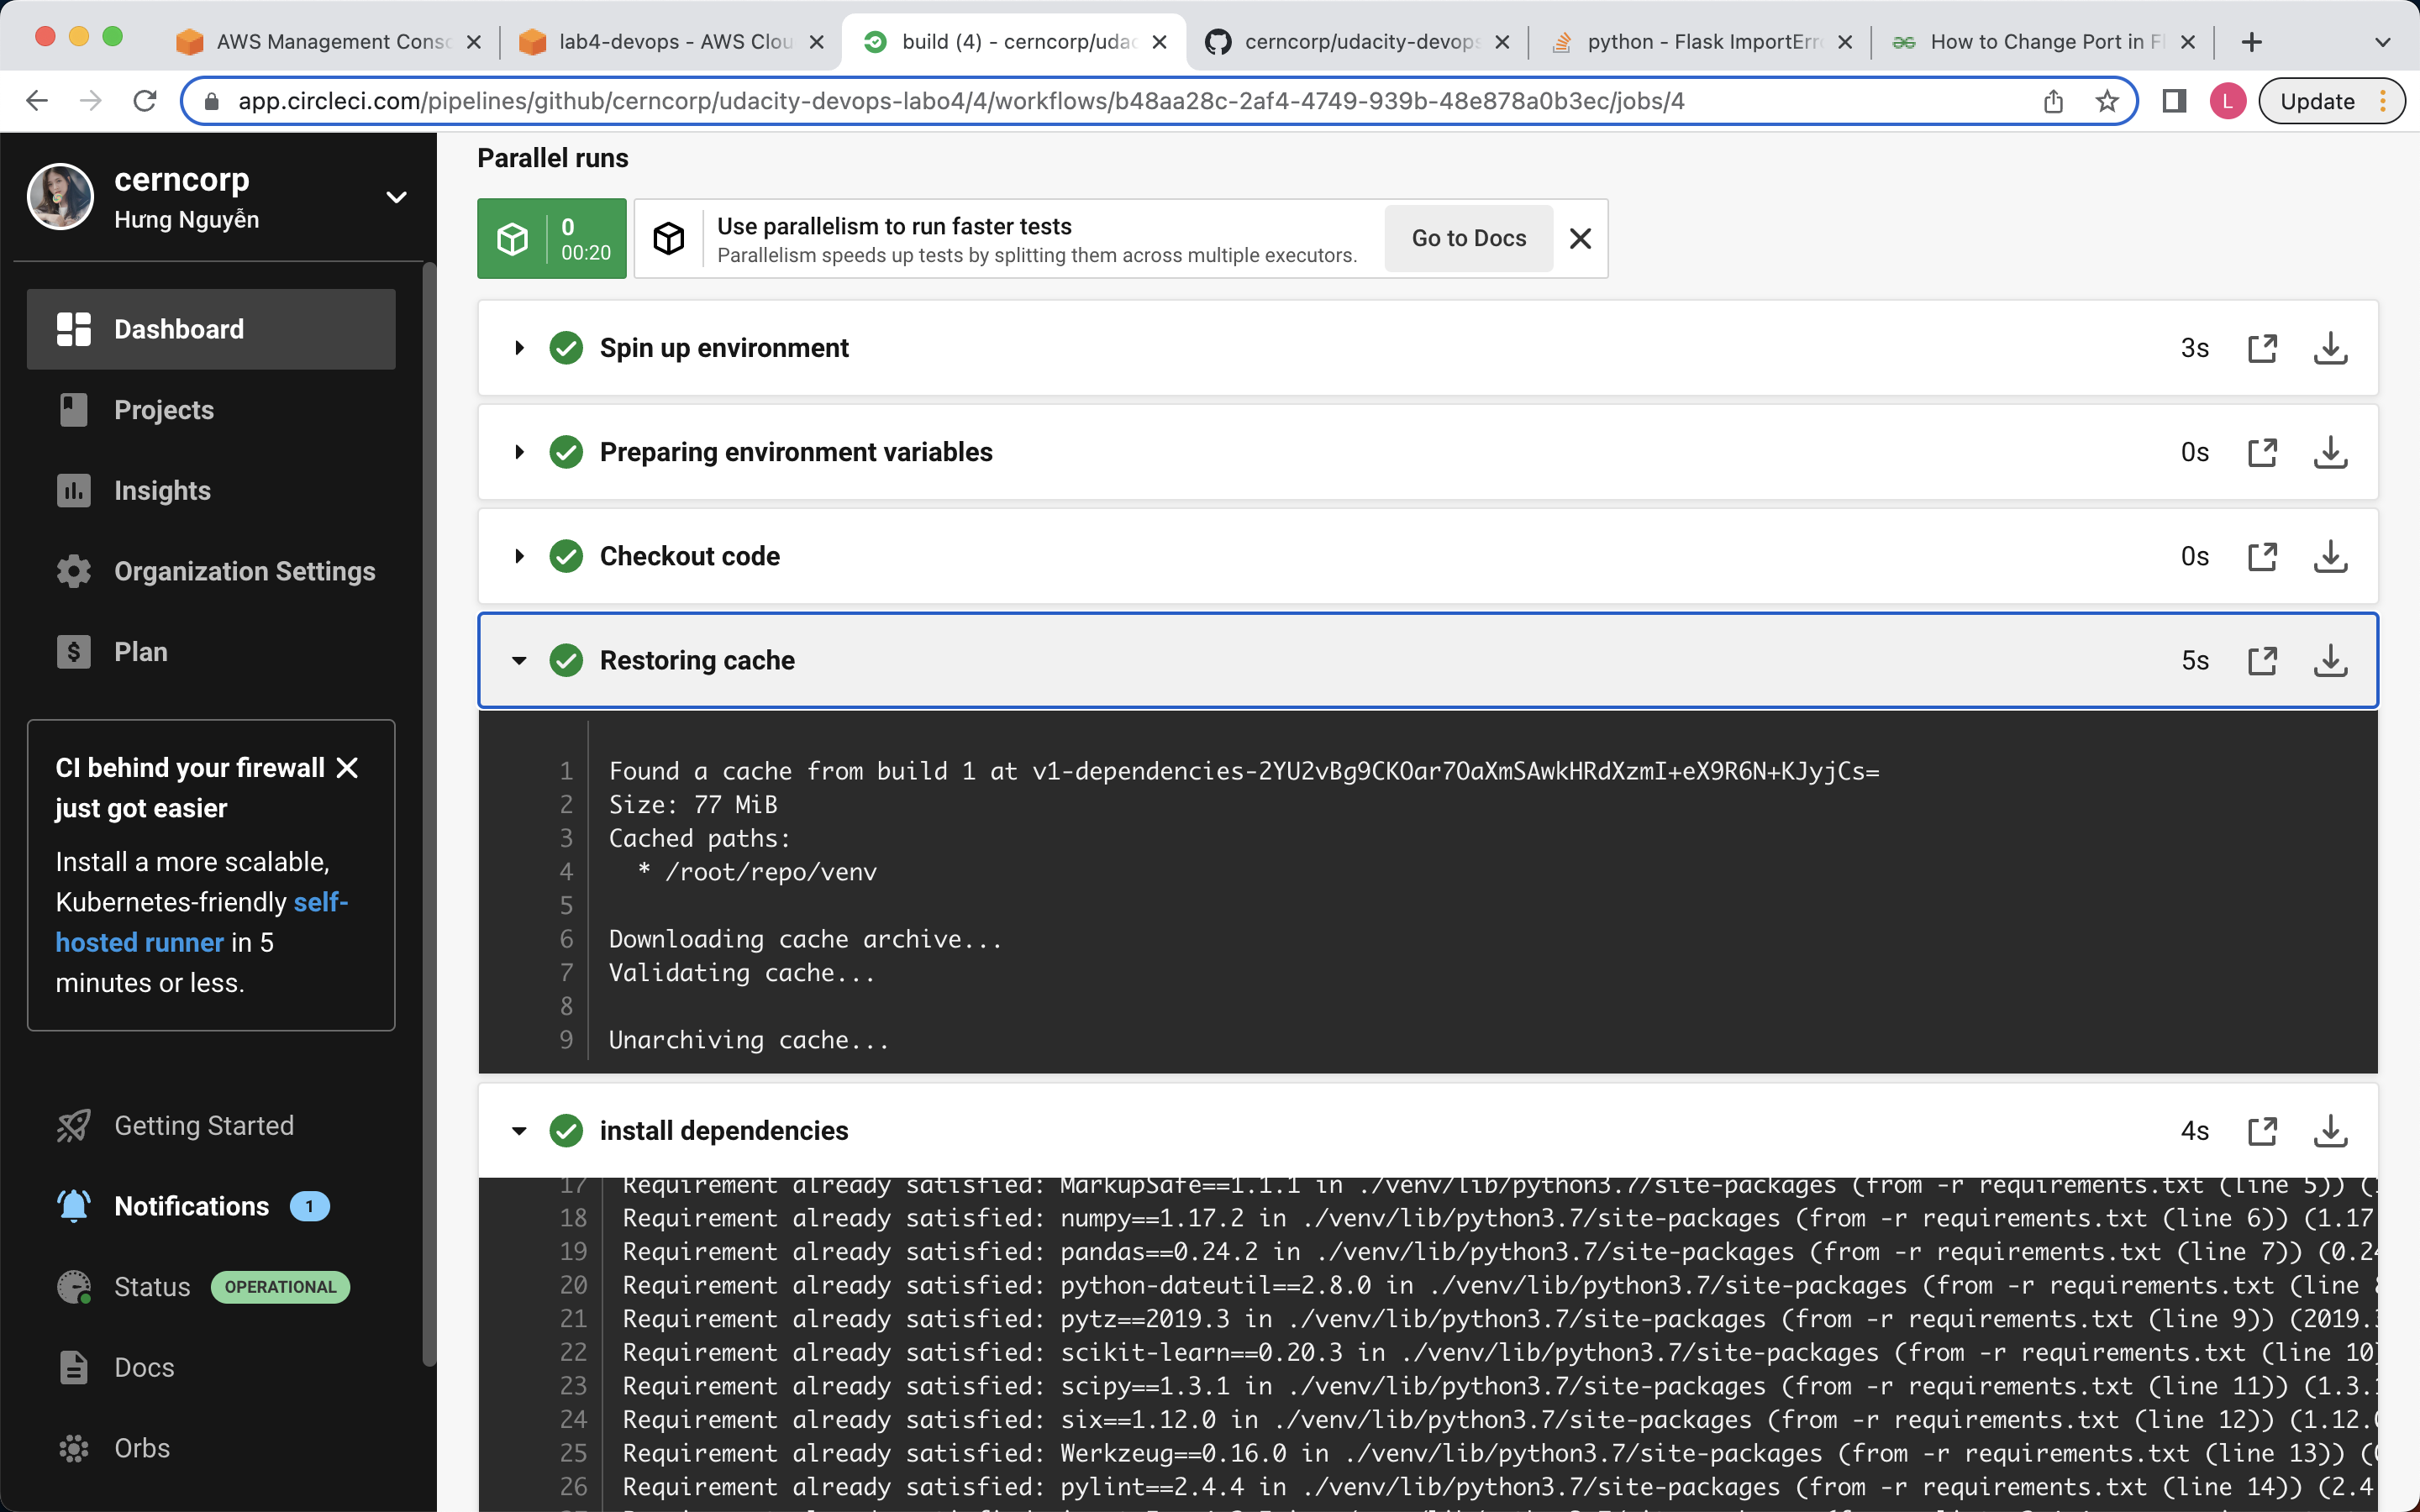 AWS Management Conso
lab4-devops - AWS Clou
build (4) - cerncorp/udac
cerncorp/udacity-devops
python - Flask ImportErro
How to Change Port in Fl
app.circleci.com/pipelines/github/cerncorp/udacity-devops-labo4/4/workflows/b48aa28c-2af4-4749-939b-48e878a0b3ec/jobs/4
L
Update
cerncorp
Hưng Nguyễn
Dashboard
Projects
Insights
Organization Settings
Plan
CI behind your firewall
just got easier
Install a more scalable,
Kubernetes-friendly self-
hosted runner in 5
minutes or less.
Getting Started
Notifications 1
Status OPERATIONAL
Docs
Orbs
Parallel runs
0
00:20
Use parallelism to run faster tests
Parallelism speeds up tests by splitting them across multiple executors.
Go to Docs
Spin up environment 3s
Preparing environment variables 0s
Checkout code 0s
Restoring cache 5s
1 Found a cache from build 1 at v1-dependencies-2YU2vBg9CKOar7OaXmSAwkHRdXzmI+eX9R6N+KJyjCs=
2 Size: 77 MiB
3 Cached paths:
4 * /root/repo/venv
5
6 Downloading cache archive...
7 Validating cache...
8
9 Unarchiving cache...
install dependencies 4s
17 Requirement already satisfied: MarkupSafe==1.1.1 in ./venv/lib/python3.7/site-packages (from -r requirements.txt (line 5)) (
18 Requirement already satisfied: numpy==1.17.2 in ./venv/lib/python3.7/site-packages (from -r requirements.txt (line 6)) (1.17
19 Requirement already satisfied: pandas==0.24.2 in ./venv/lib/python3.7/site-packages (from -r requirements.txt (line 7)) (0.24
20 Requirement already satisfied: python-dateutil==2.8.0 in ./venv/lib/python3.7/site-packages (from -r requirements.txt (line 8
21 Requirement already satisfied: pytz==2019.3 in ./venv/lib/python3.7/site-packages (from -r requirements.txt (line 9)) (2019.3
22 Requirement already satisfied: scikit-learn==0.20.3 in ./venv/lib/python3.7/site-packages (from -r requirements.txt (line 10)
23 Requirement already satisfied: scipy==1.3.1 in ./venv/lib/python3.7/site-packages (from -r requirements.txt (line 11)) (1.3.1
24 Requirement already satisfied: six==1.12.0 in ./venv/lib/python3.7/site-packages (from -r requirements.txt (line 12)) (1.12.0
25 Requirement already satisfied: Werkzeug==0.16.0 in ./venv/lib/python3.7/site-packages (from -r requirements.txt (line 13)) (
26 Requirement already satisfied: pylint==2.4.4 in ./venv/lib/python3.7/site-packages (from -r requirements.txt (line 14)) (2.4